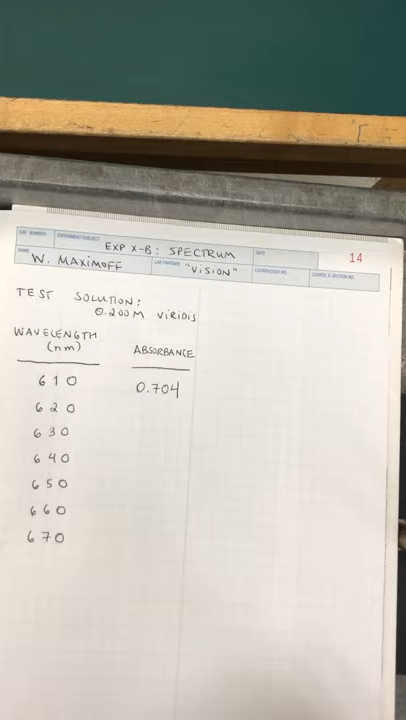 EXP NUMBER EXPERIMENT/SUBJECT DATE 14
EXP X-B: SPECTRUM
NAME LAB PARTNER LOCKER/DESK NO. COURSE & SECTION NO.
W. MAXIMOFF "VISION"
TEST SOLUTION:
0.200 M VIRIDIS
WAVELENGTH
(nm) ABSORBANCE
610 0.704
620
630
640
650
660
670